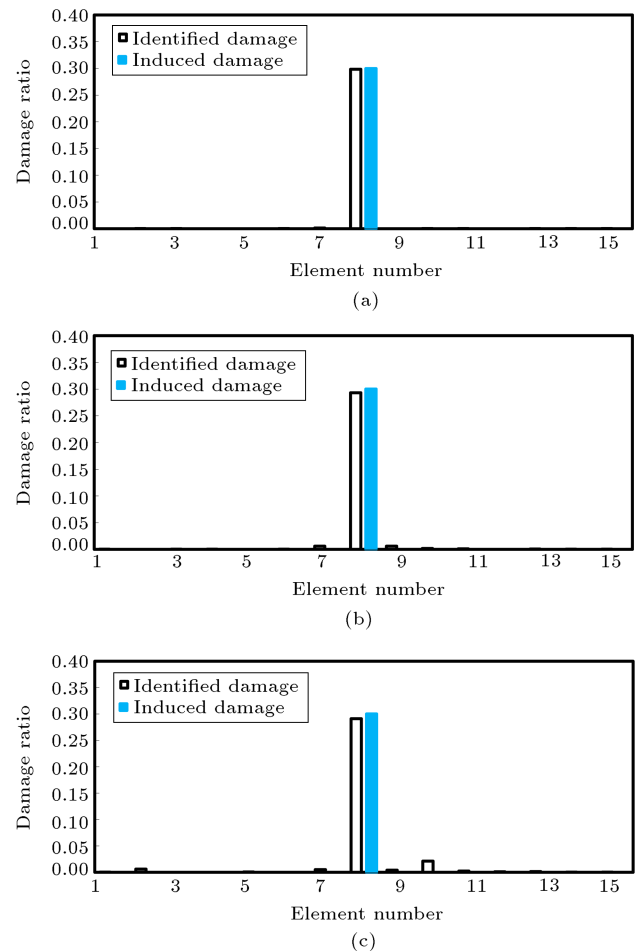 0.40
0.35
0.30
0.25
0.20
0.15
0.10
0.05
0.00
Damage ratio
Identified damage
Induced damage
1 3 5 7 9 11 13 15
Element number
(a)
0.40
0.35
0.30
0.25
0.20
0.15
0.10
0.05
0.00
Damage ratio
Identified damage
Induced damage
1 3 5 7 9 11 13 15
Element number
(b)
0.40
0.35
0.30
0.25
0.20
0.15
0.10
0.05
0.00
Damage ratio
Identified damage
Induced damage
1 3 5 7 9 11 13 15
Element number
(c)